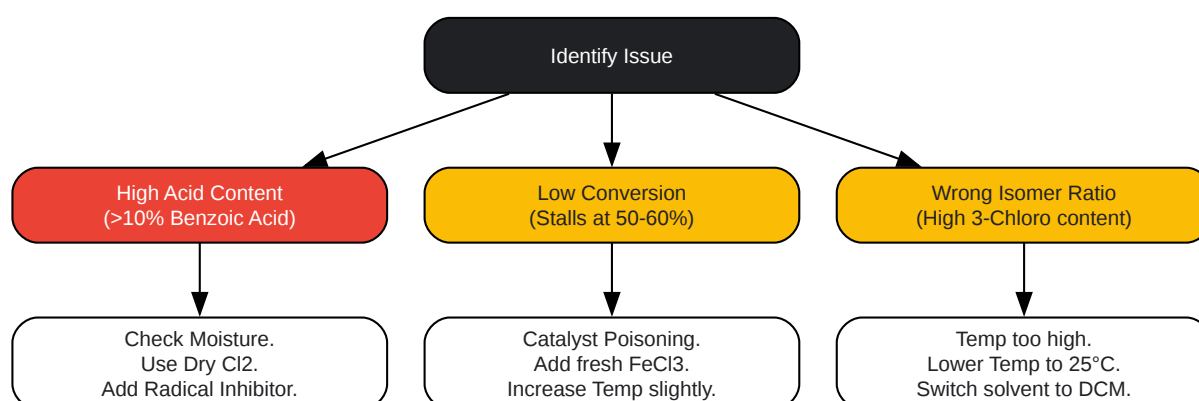 Identify Issue
High Acid Content
(>10% Benzoic Acid)
Low Conversion
(Stalls at 50-60%)
Wrong Isomer Ratio
(High 3-Chloro content)
Check Moisture.
Use Dry Cl2.
Add Radical Inhibitor.
Catalyst Poisoning.
Add fresh FeCl3.
Increase Temp slightly.
Temp too high.
Lower Temp to 25°C.
Switch solvent to DCM.